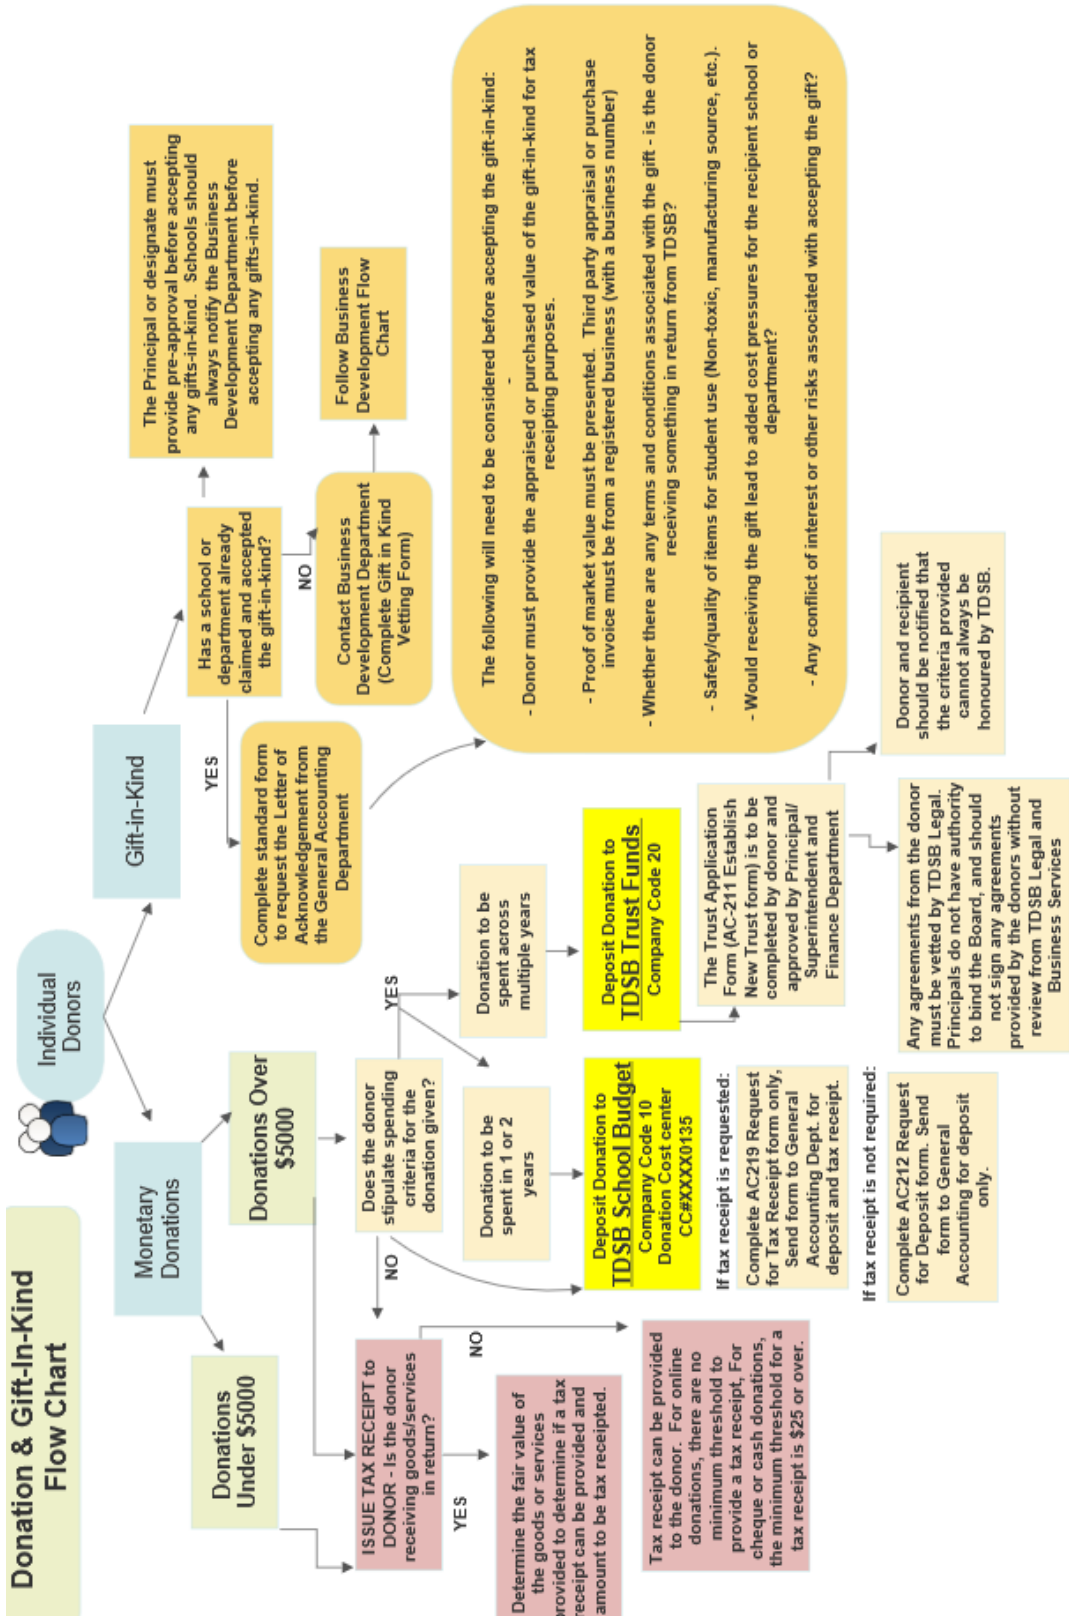 Donation & Gift-In-Kind
Flow Chart
Individual
Donors
Monetary
Donations
Gift-in-Kind
Donations
Under $5000
Donations Over
$5000
Has a school or
department already
claimed and accepted
the gift-in-kind?
The Principal or designate must
provide pre-approval before accepting
any gifts-in-kind. Schools should
always notify the Business
Development Department before
accepting any gifts-in-kind.
YES
NO
Complete standard form
to request the Letter of
Acknowledgement from
the General Accounting
Department
Contact Business
Development Department
(Complete Gift in Kind
Vetting Form)
Follow Business
Development Flow
Chart
ISSUE TAX RECEIPT to
DONOR - Is the donor
receiving goods/services
in return?
NO
Does the donor
stipulate spending
criteria for the
donation given?
YES
YES
NO
Donation to be
spent in 1 or 2
years
Donation to be
spent across
multiple years
The following will need to be considered before accepting the gift-in-kind:
-
- Donor must provide the appraised or purchased value of the gift-in-kind for tax
receipting purposes.
- Proof of market value must be presented. Third party appraisal or purchase
invoice must be from a registered business (with a business number)
- Whether there are any terms and conditions associated with the gift - is the donor
receiving something in return from TDSB?
- Safety/quality of items for student use (Non-toxic, manufacturing source, etc.).
- Would receiving the gift lead to added cost pressures for the recipient school or
department?
- Any conflict of interest or other risks associated with accepting the gift?
Determine the fair value of
the goods or services
provided to determine if a tax
receipt can be provided and
amount to be tax receipted.
Deposit Donation to
TDSB School Budget
Company Code 10
Donation Cost center
CC#XXXX0135
Deposit Donation to
TDSB Trust Funds
Company Code 20
Tax receipt can be provided
to the donor. For online
donations, there are no
minimum threshold to
provide a tax receipt, For
cheque or cash donations,
the minimum threshold for a
tax receipt is $25 or over.
If tax receipt is requested:
Complete AC219 Request
for Tax Receipt form only,
Send form to General
Accounting Dept. for
deposit and tax receipt.
If tax receipt is not required:
Complete AC212 Request
for Deposit form. Send
form to General
Accounting for deposit
only.
The Trust Application
Form (AC-211 Establish
New Trust form) is to be
completed by donor and
approved by Principal/
Superintendent and
Finance Department
Donor and recipient
should be notified that
the criteria provided
cannot always be
honoured by TDSB.
Any agreements from the donor
must be vetted by TDSB Legal.
Principals do not have authority
to bind the Board, and should
not sign any agreements
provided by the donors without
review from TDSB Legal and
Business Services